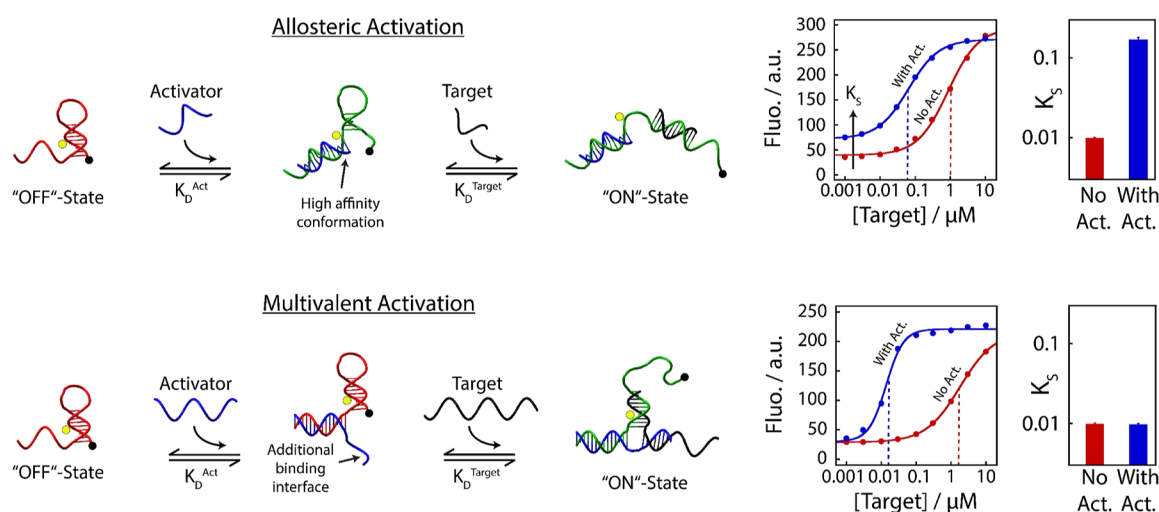 Allosteric Activation
Activator
"OFF"-State
K_D^Act
High affinity
conformation
Target
K_D^Target
"ON"-State
Fluo. / a.u.
300
250
200
150
100
50
0
K_S
With Act.
No Act.
0.001 0.01 0.1 1 10
[Target] / μM
K_S
0.1
0.01
No With
Act. Act.
Multivalent Activation
Activator
"OFF"-State
K_D^Act
Additional
binding
interface
Target
K_D^Target
"ON"-State
Fluo. / a.u.
250
200
150
100
50
0
With Act.
No Act.
0.001 0.01 0.1 1 10
[Target] / μM
K_S
0.1
0.01
No With
Act. Act.